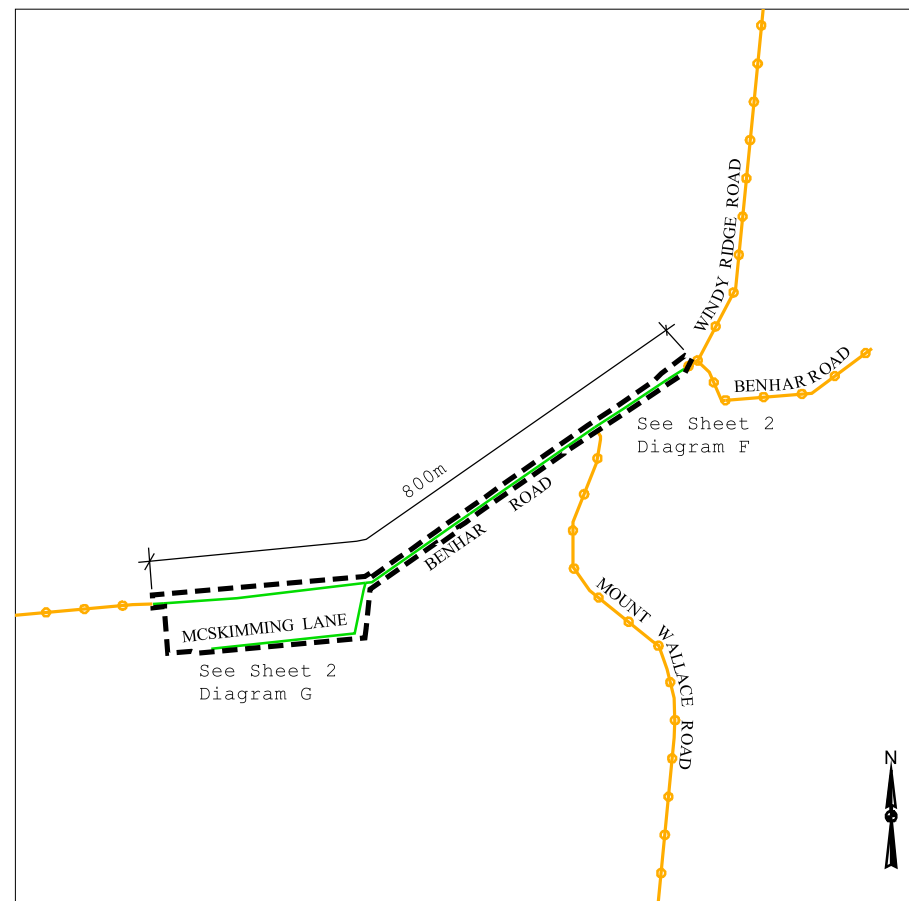 WINDY RIDGE ROAD
BENHAR ROAD
See Sheet 2
Diagram F
800m
BENHAR ROAD
MOUNT WALLACE ROAD
MCSKIMMING LANE
See Sheet 2
Diagram G
N